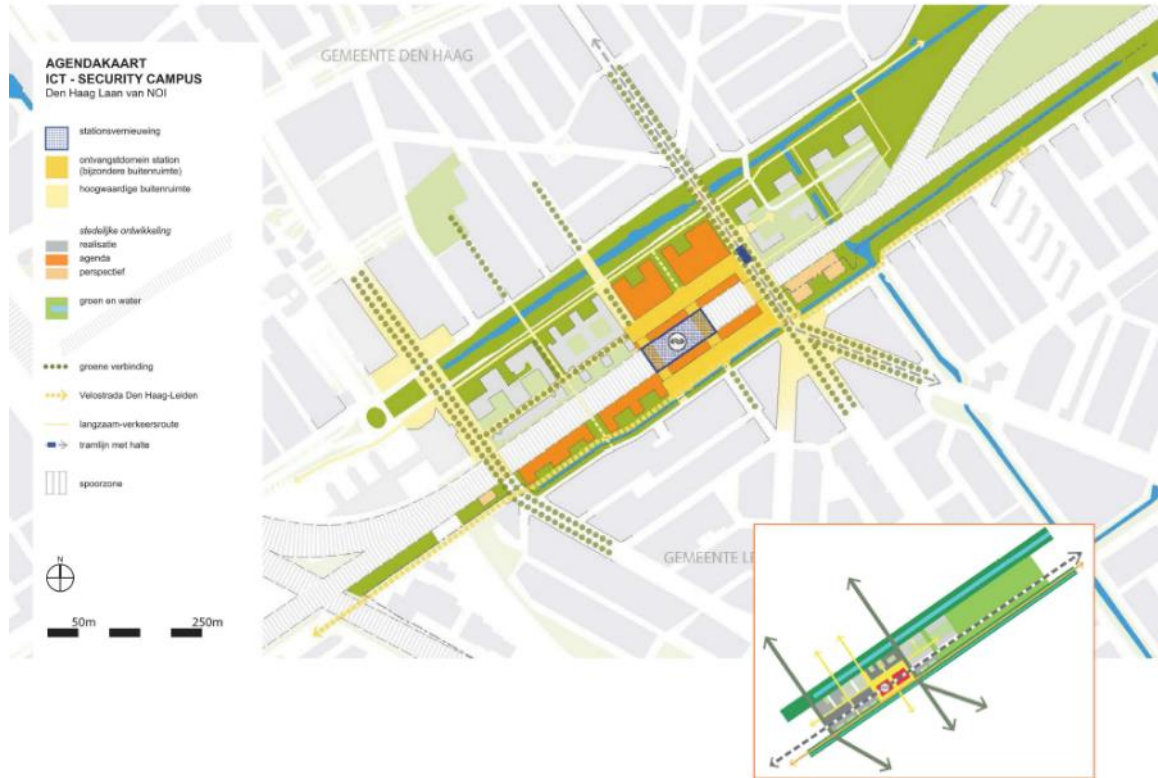 GEMEENTE DEN HAAG
AGENDAKAART
ICT - SECURITY CAMPUS
Den Haag Laan van NOI
stationsvernieuwing
ontvangstdomein station
(bijzondere buitenruimte)
hoogwaardige buitenruimte
stedelijke ontwikkeling
realisatie
agenda
perspectief
groen en water
groene verbinding
Velostrada Den Haag-Leiden
langzaam-verkeersroute
tramlijn met halte
spoorzone
N
50m 250m
GEMEENTE